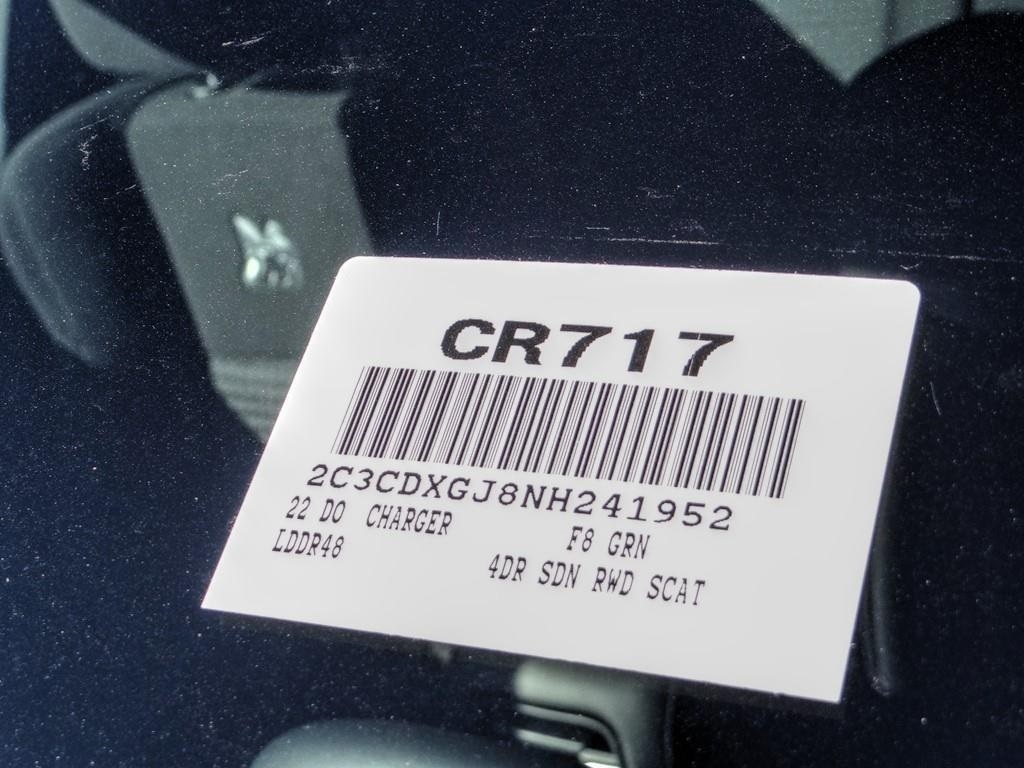 CR717
2C3CDXGJ8NH241952
22 DO CHARGER F8 GRN
LDDR48 4DR SDN RWD SCAT